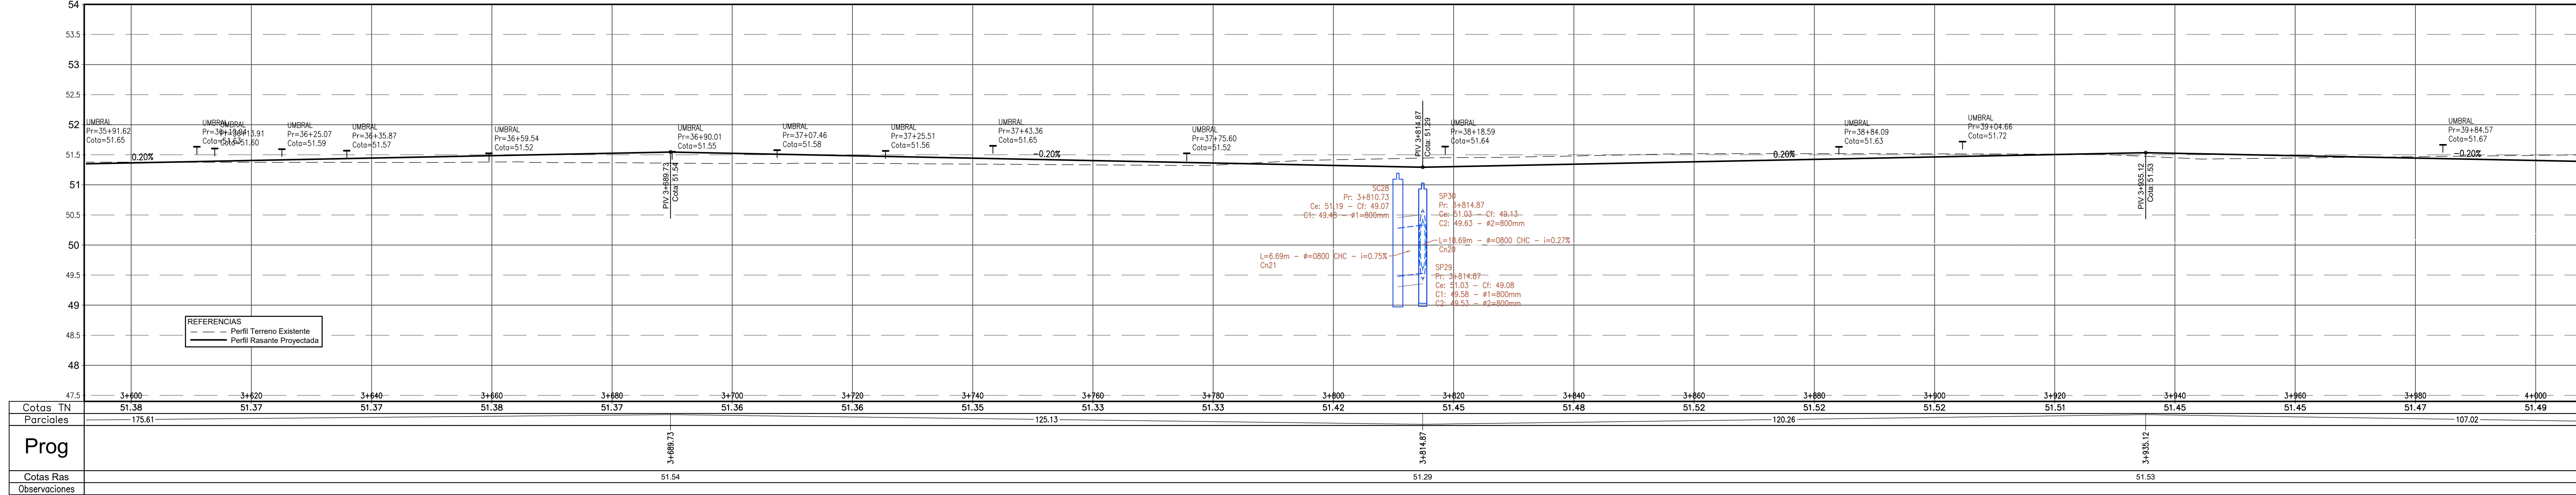 54
53.5
53
52.5
52
51.5
51
50.5
50
49.5
49
48.5
48
47.5
UMBRAL
Pr=35+91.62
Cota=51.65
0.20%
UMBRAL
UMBRAL
Pr=36+13.91
Cota=51.60
UMBRAL
Pr=36+25.07
Cota=51.59
UMBRAL
Pr=36+35.87
Cota=51.57
UMBRAL
Pr=36+59.54
Cota=51.52
UMBRAL
Pr=36+90.01
Cota=51.55
PIV 3+689.73
Cota: 51.54
UMBRAL
Pr=37+07.46
Cota=51.58
UMBRAL
Pr=37+25.51
Cota=51.56
UMBRAL
Pr=37+43.36
Cota=51.65
-0.20%
UMBRAL
Pr=37+75.60
Cota=51.52
PIV 3+814.87
Cota: 51.29
UMBRAL
Pr=38+18.59
Cota=51.64
0.20%
UMBRAL
Pr=38+84.09
Cota=51.63
UMBRAL
Pr=39+04.66
Cota=51.72
PIV 3+935.12
Cota: 51.53
UMBRAL
Pr=39+84.57
Cota=51.67
-0.20%
SC28
Pr: 3+810.73
Ce: 51.19 - Cf: 49.07
C1: 49.48 - ø1=800mm
SP30
Pr: 3+814.87
Ce: 51.03 - Cf: 49.13
C2: 49.63 - ø2=800mm
L=18.69m - ø=0800 CHC - i=0.27%
Cn20
L=6.69m - ø=0800 CHC - i=0.75%
Cn21
SP29
Pr: 3+814.87
Ce: 51.03 - Cf: 49.08
C1: 49.58 - ø1=800mm
C2: 49.53 - ø2=800mm
REFERENCIAS
Perfil Terreno Existente
Perfil Rasante Proyectada
3+600 3+620 3+640 3+660 3+680 3+700 3+720 3+740 3+760 3+780 3+800 3+820 3+840 3+860 3+880 3+900 3+920 3+940 3+960 3+980 4+000
Cotas TN 51.38 51.37 51.37 51.38 51.37 51.36 51.36 51.35 51.33 51.33 51.42 51.45 51.48 51.52 51.52 51.52 51.51 51.45 51.45 51.47 51.49
Parciales 175.61 125.13 120.26 107.02
Prog 3+689.73 3+814.87 3+935.12
Cotas Ras 51.54 51.29 51.53
Observaciones